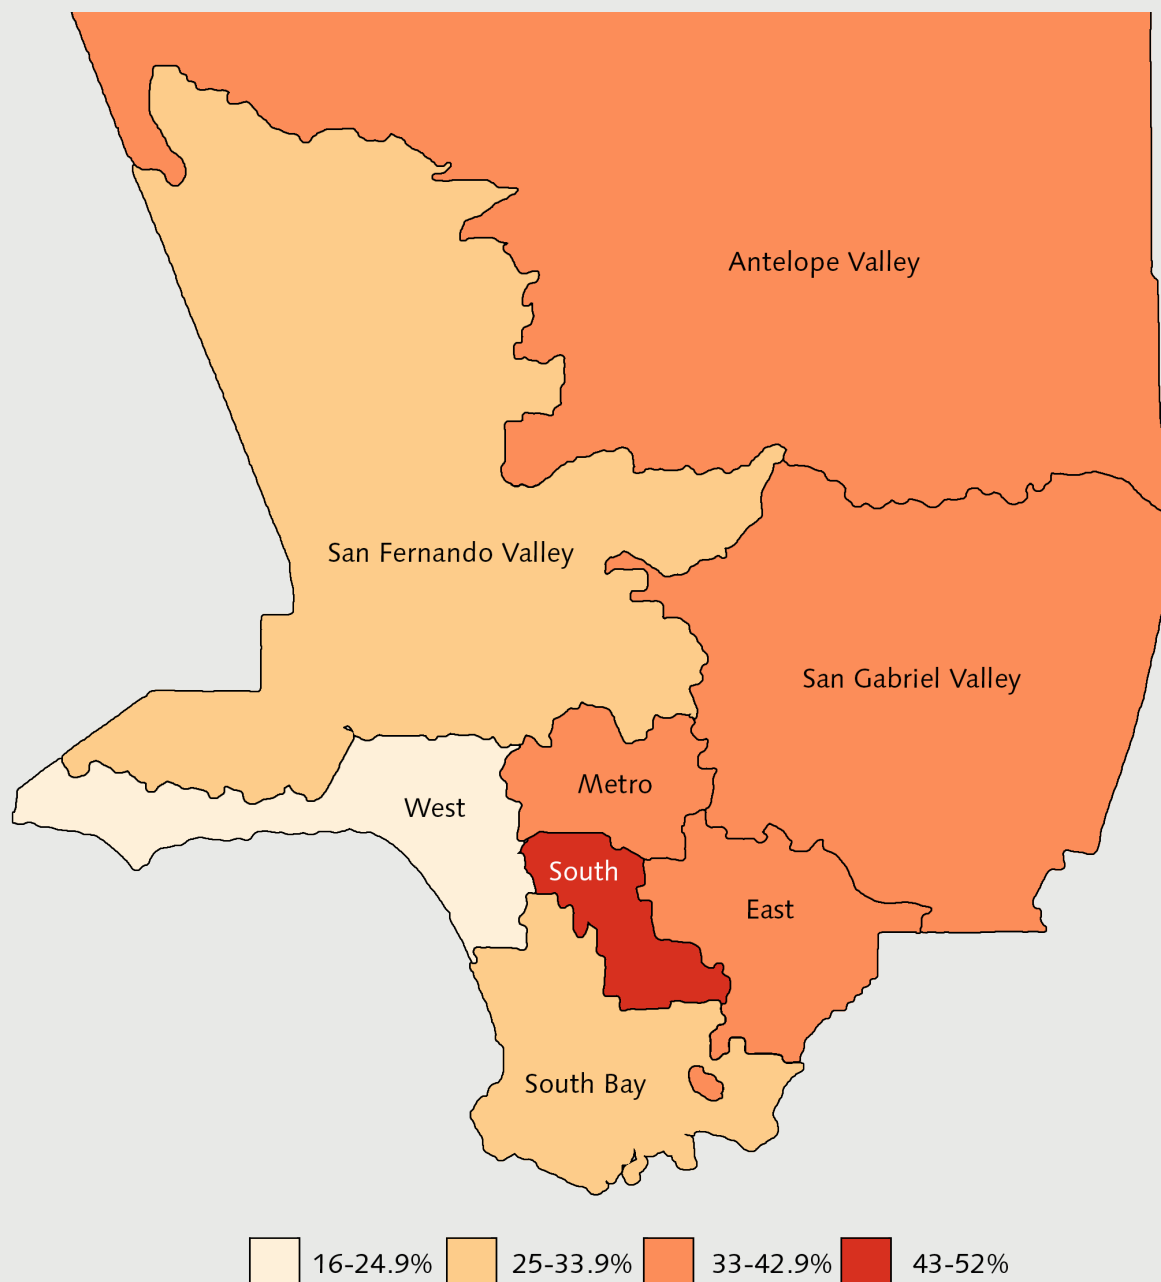 Antelope Valley
San Fernando Valley
San Gabriel Valley
Metro
West
South
East
South Bay
16-24.9% 25-33.9% 33-42.9% 43-52%